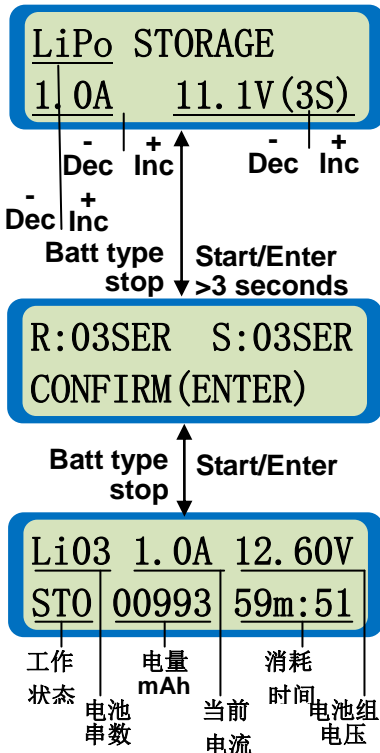 LiPo STORAGE
1.0A 11.1V(3S)
- + - +
Dec Inc Dec Inc
- +
Dec Inc
Batt type Start/Enter
stop >3 seconds
R:03SER S:03SER
CONFIRM(ENTER)
Batt type Start/Enter
stop
Li03 1.0A 12.60V
STO 00993 59m:51
工作 电量 消耗
状态 mAh 时间
电池 当前 电池组
串数 电流 电压